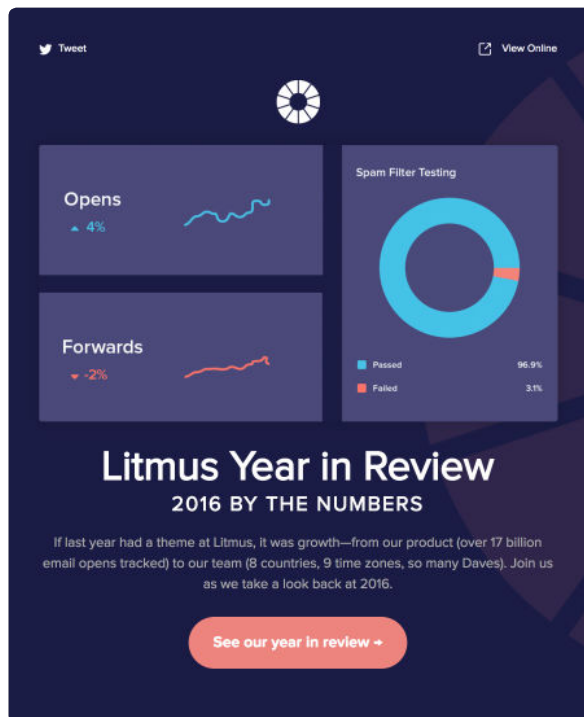 Tweet
View Online
Opens
▲ 4%
Forwards
▼ -2%
Spam Filter Testing
Passed 96.9%
Failed 3.1%
Litmus Year in Review
2016 BY THE NUMBERS
If last year had a theme at Litmus, it was growth—from our product (over 17 billion
email opens tracked) to our team (8 countries, 9 time zones, so many Daves). Join us
as we take a look back at 2016.
See our year in review →